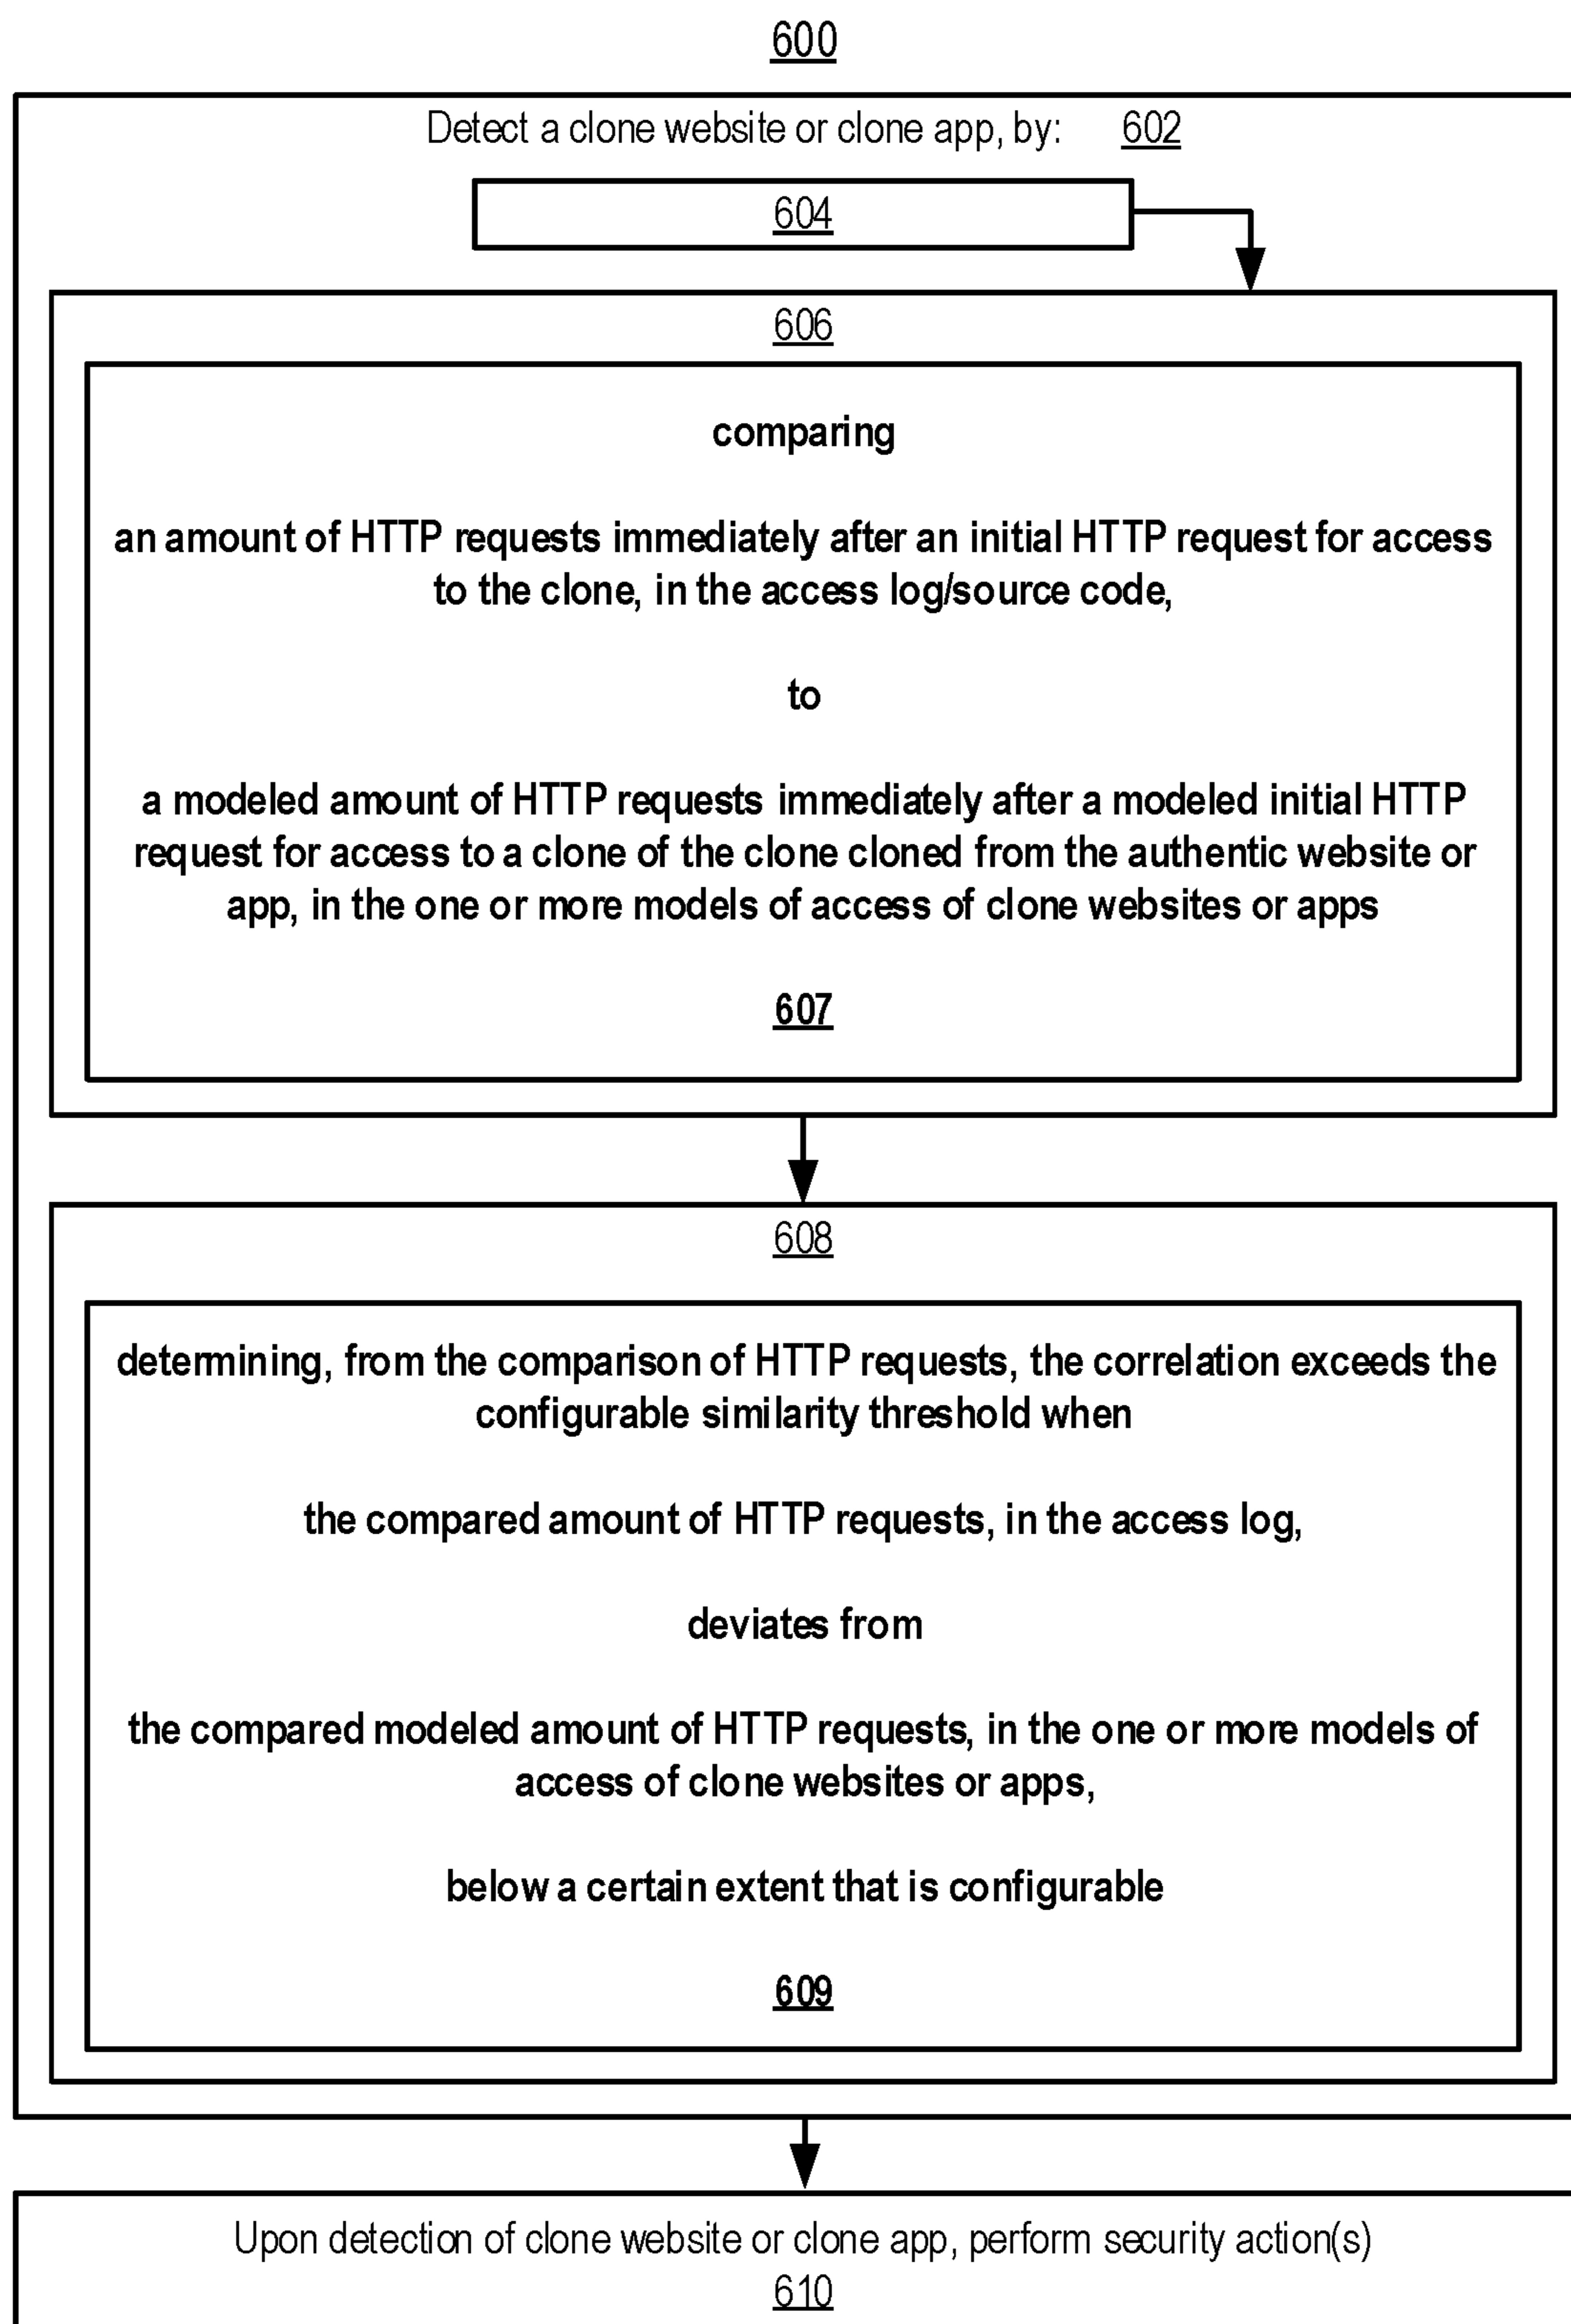 600
Detect a clone website or clone app, by: 602
604
606
comparing
an amount of HTTP requests immediately after an initial HTTP request for access
to the clone, in the access log/source code,
to
a modeled amount of HTTP requests immediately after a modeled initial HTTP
request for access to a clone of the clone cloned from the authentic website or
app, in the one or more models of access of clone websites or apps
607
608
determining, from the comparison of HTTP requests, the correlation exceeds the
configurable similarity threshold when
the compared amount of HTTP requests, in the access log,
deviates from
the compared modeled amount of HTTP requests, in the one or more models of
access of clone websites or apps,
below a certain extent that is configurable
609
Upon detection of clone website or clone app, perform security action(s)
610